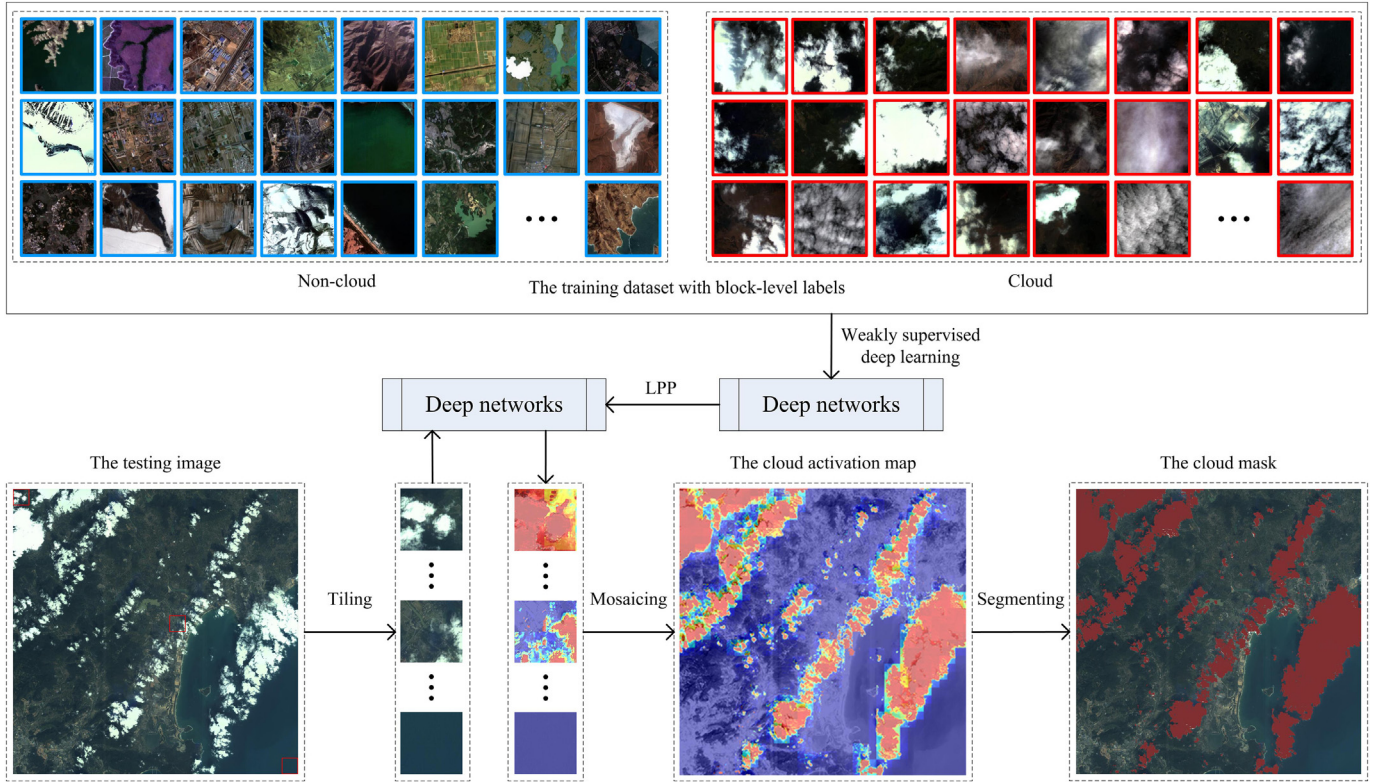 Non-cloud
Cloud
The training dataset with block-level labels
Weakly supervised
deep learning
Deep networks
LPP
Deep networks
The testing image
The cloud activation map
The cloud mask
Tiling
Mosaicing
Segmenting